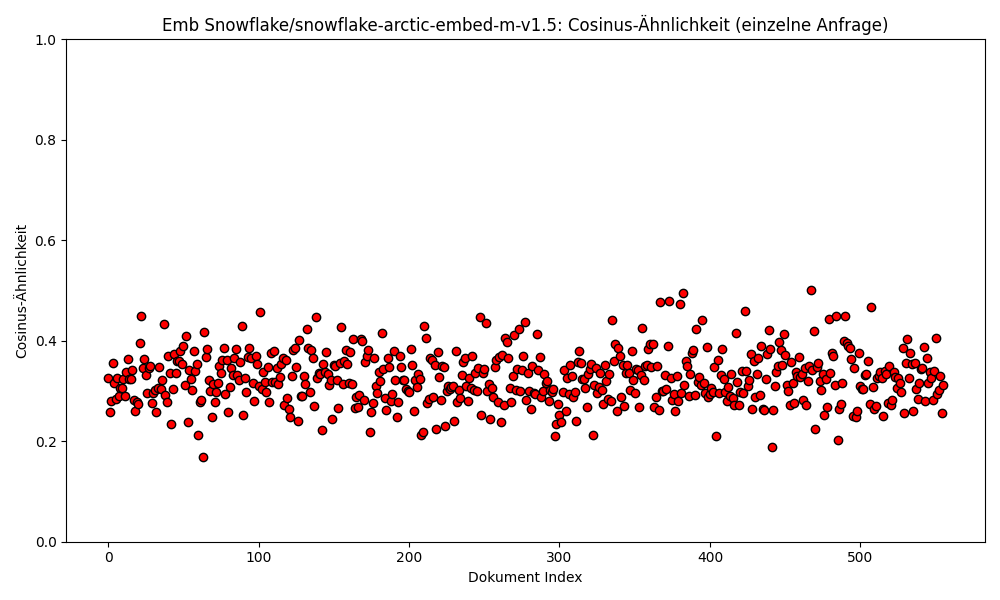 Emb Snowflake/snowflake-arctic-embed-m-v1.5: Cosinus-Ähnlichkeit (einzelne Anfrage)
1.0
0.8
0.6
0.4
0.2
0.0
Cosinus-Ähnlichkeit
0 100 200 300 400 500
Dokument Index